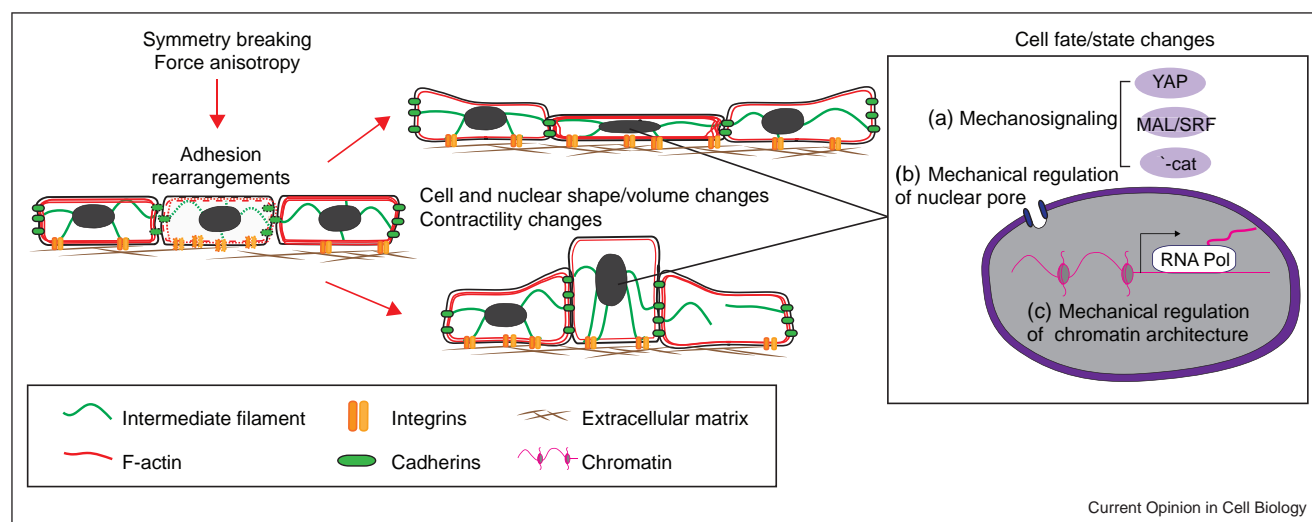 Symmetry breaking
Force anisotropy
Adhesion
rearrangements
Cell and nuclear shape/volume changes
Contractility changes
Cell fate/state changes
(a) Mechanosignaling
YAP
MAL/SRF
`-cat
(b) Mechanical regulation
of nuclear pore
RNA Pol
(c) Mechanical regulation
of chromatin architecture
Intermediate filament
Integrins
Extracellular matrix
F-actin
Cadherins
Chromatin
Current Opinion in Cell Biology